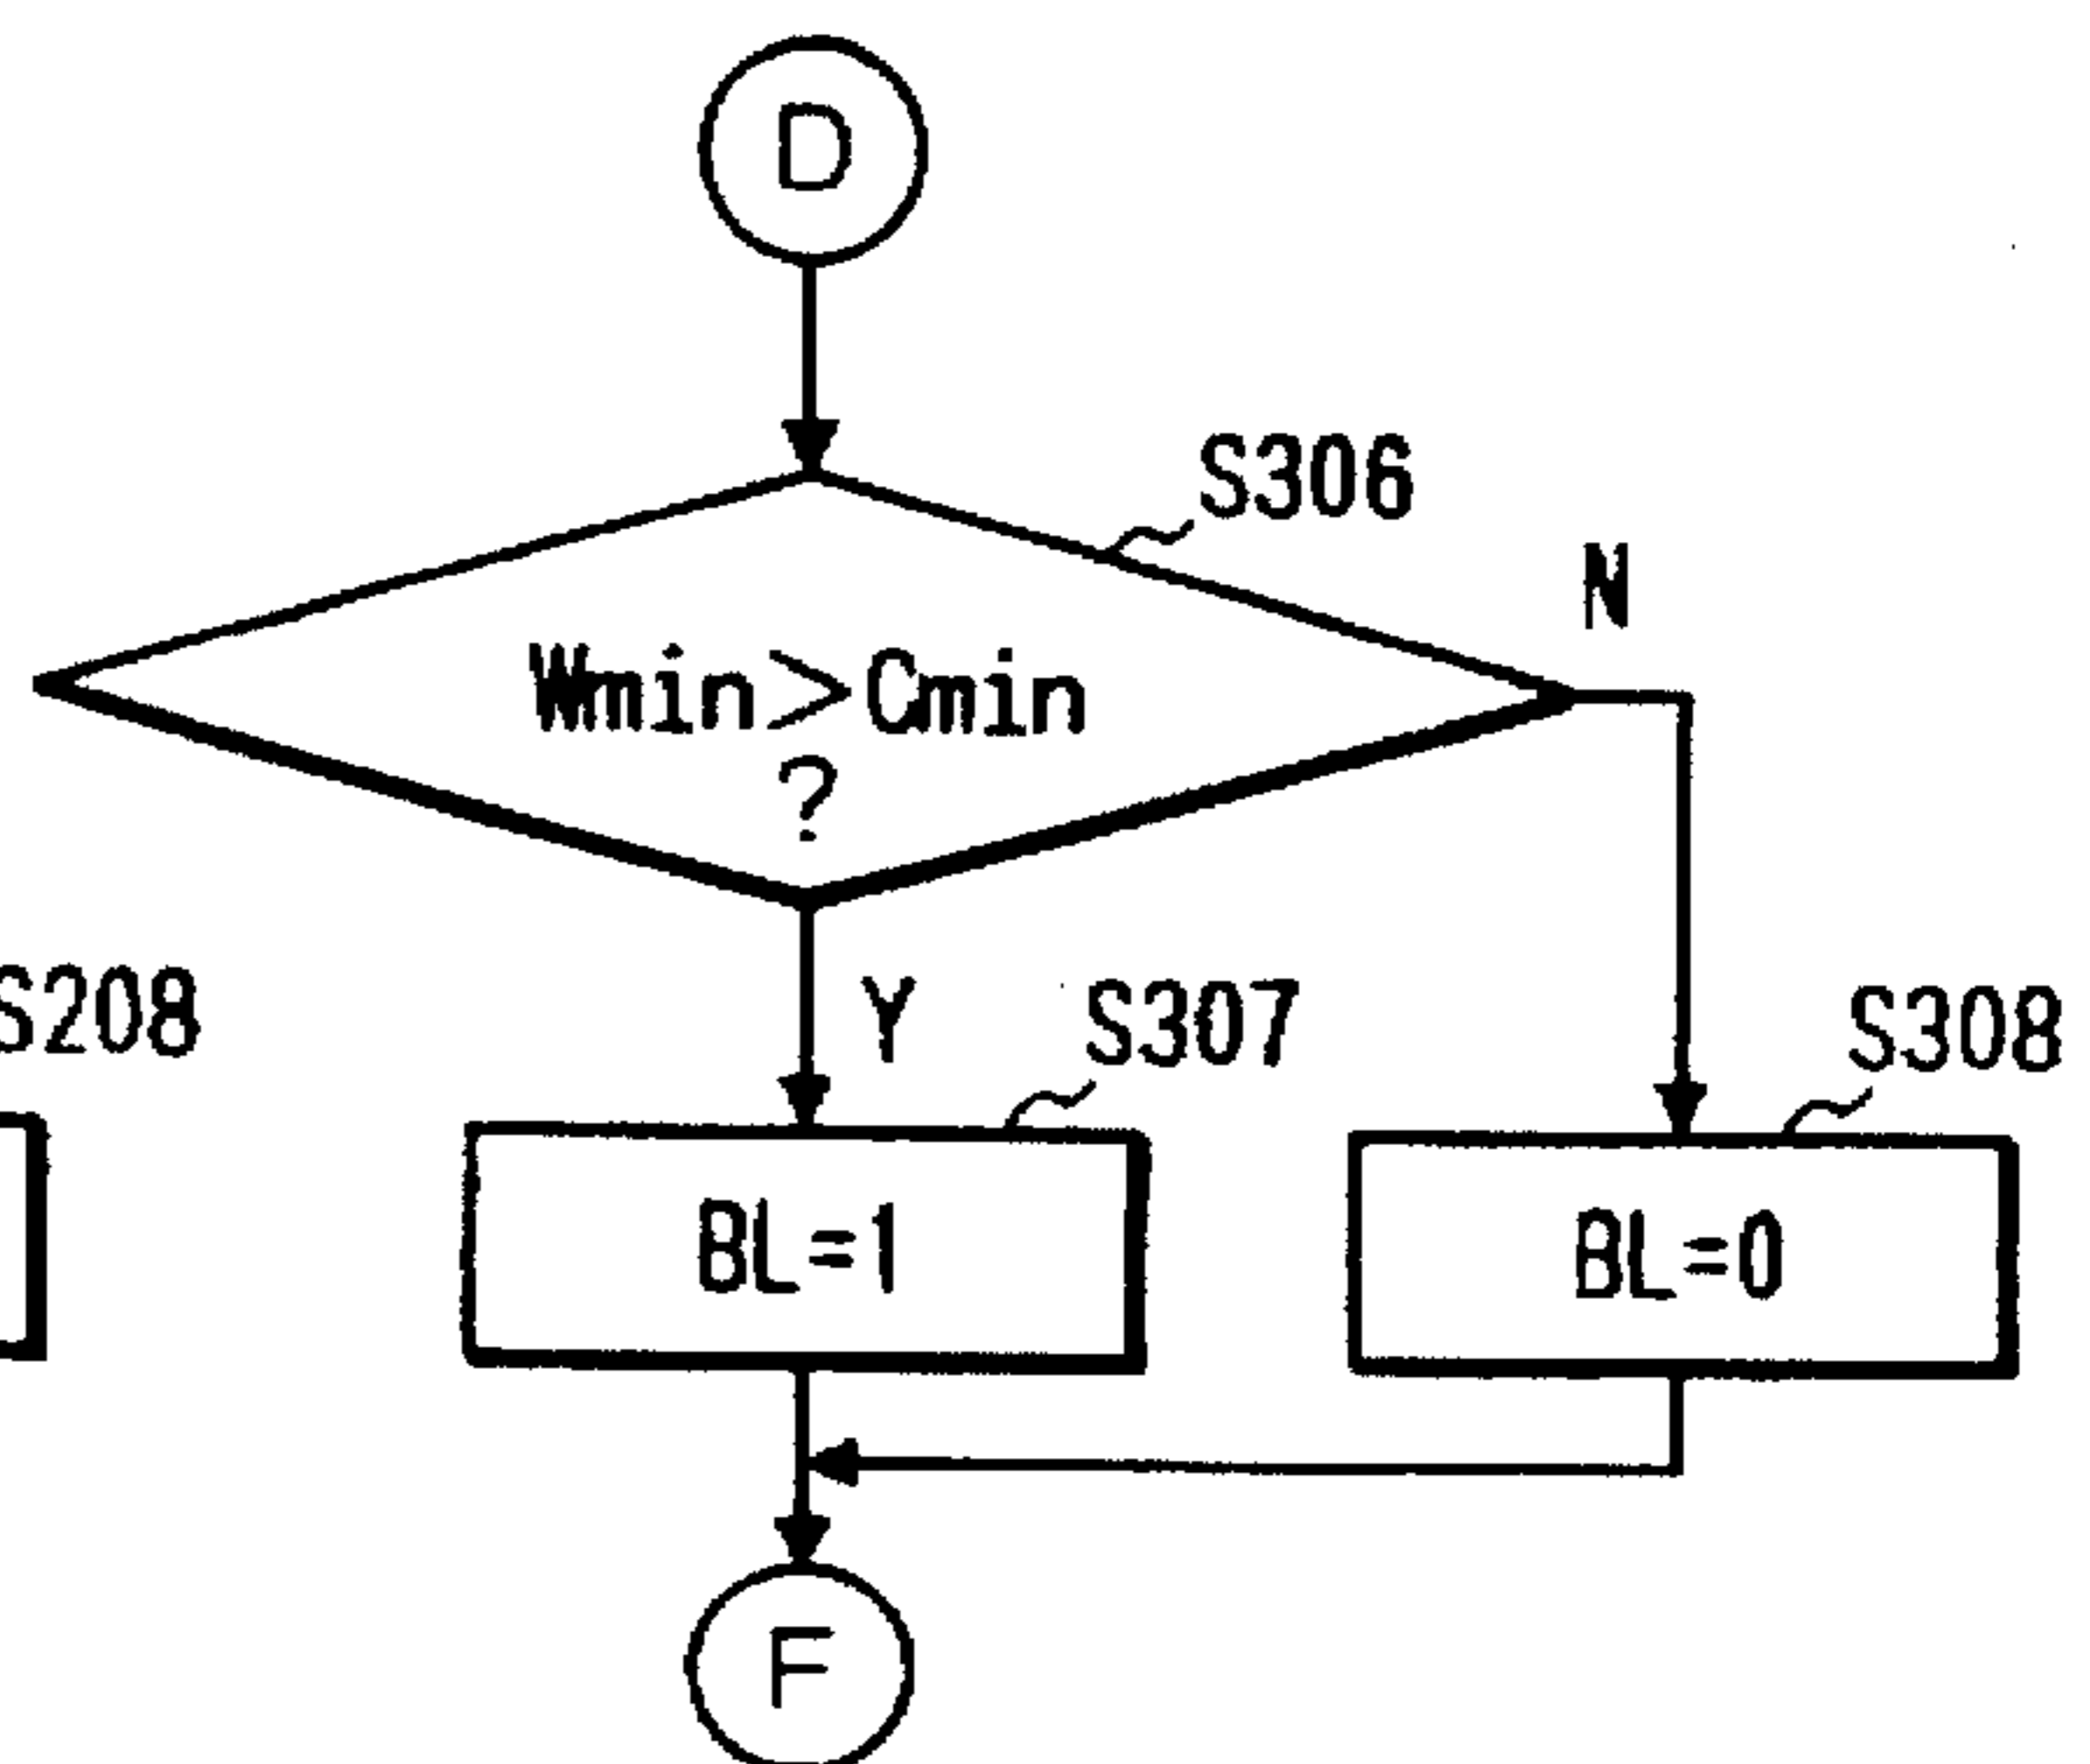 D
S306
N
Wmin>Cmin
?
S208
Y
S307
S308
BL=1
BL=0
F